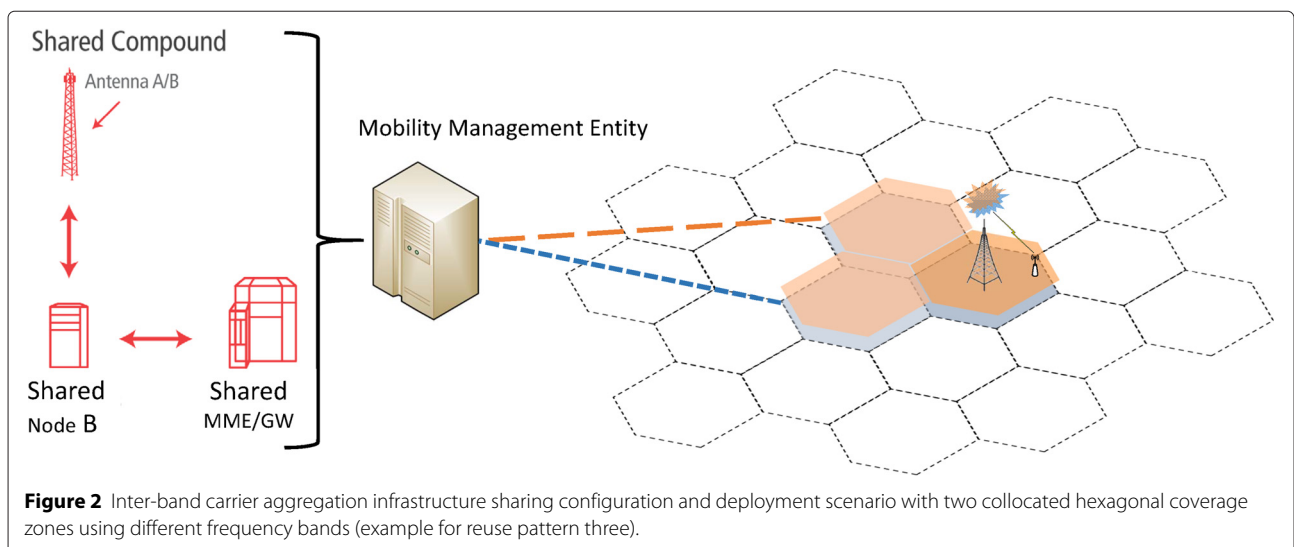 Shared Compound
Antenna A/B
Mobility Management Entity
Shared
Node B
Shared
MME/GW
Figure 2 Inter-band carrier aggregation infrastructure sharing configuration and deployment scenario with two collocated hexagonal coverage
zones using different frequency bands (example for reuse pattern three).